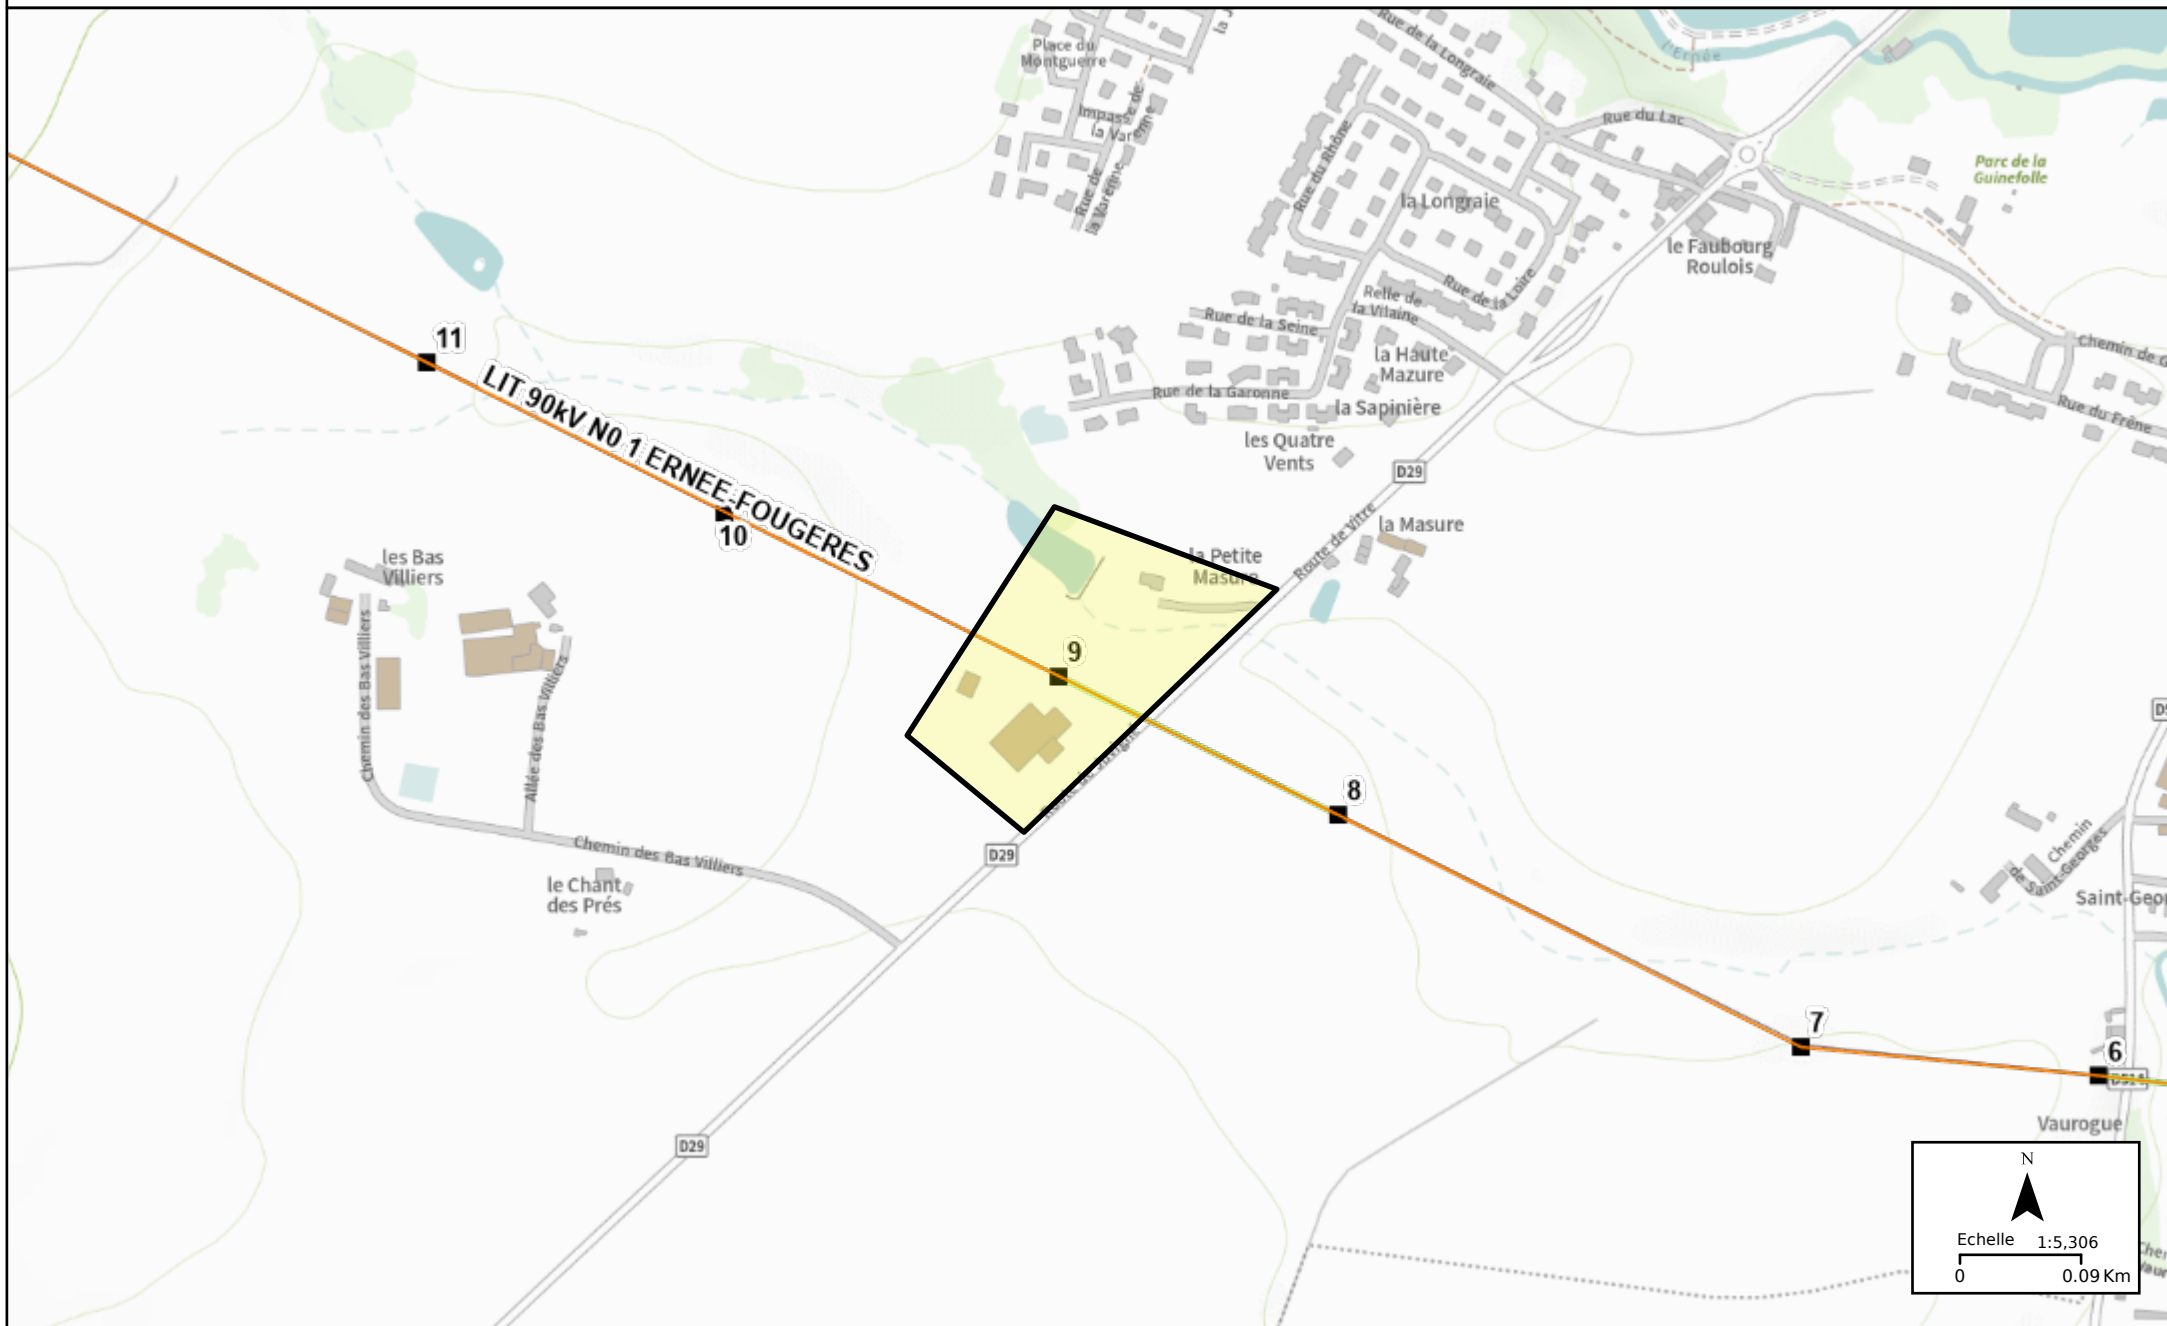 Place du
Montguerre
Impasse de
la Varenne
Rue de
la Varenne
Rue de la Longraie
l'Ernée
Rue du Lac
Parc de la
Guinefolle
Rue du Rhône
la Longraie
le Faubourg
Roulois
Rue de la Loire
Relle de
la Vilaine
Rue de la Seine
la Haute
Mazure
Chemin de G
11
Rue de la Garonne
la Sapinière
Rue du Frêne
LIT 90kV N0 1 ERNEE-FOUGERES
les Quatre
Vents
D29
10
la Masure
Route de Vitré
les Bas
Villiers
la Petite
Masure
9
Chemin des Bas Villiers
Allée des Bas Villiers
8
D29
Chemin des Bas Villiers
le Chant
des Prés
Chemin
de Saint-Georges
Saint-Geor
7
6
Vaurogue
D29
N
Echelle 1:5,306
0 0.09 Km